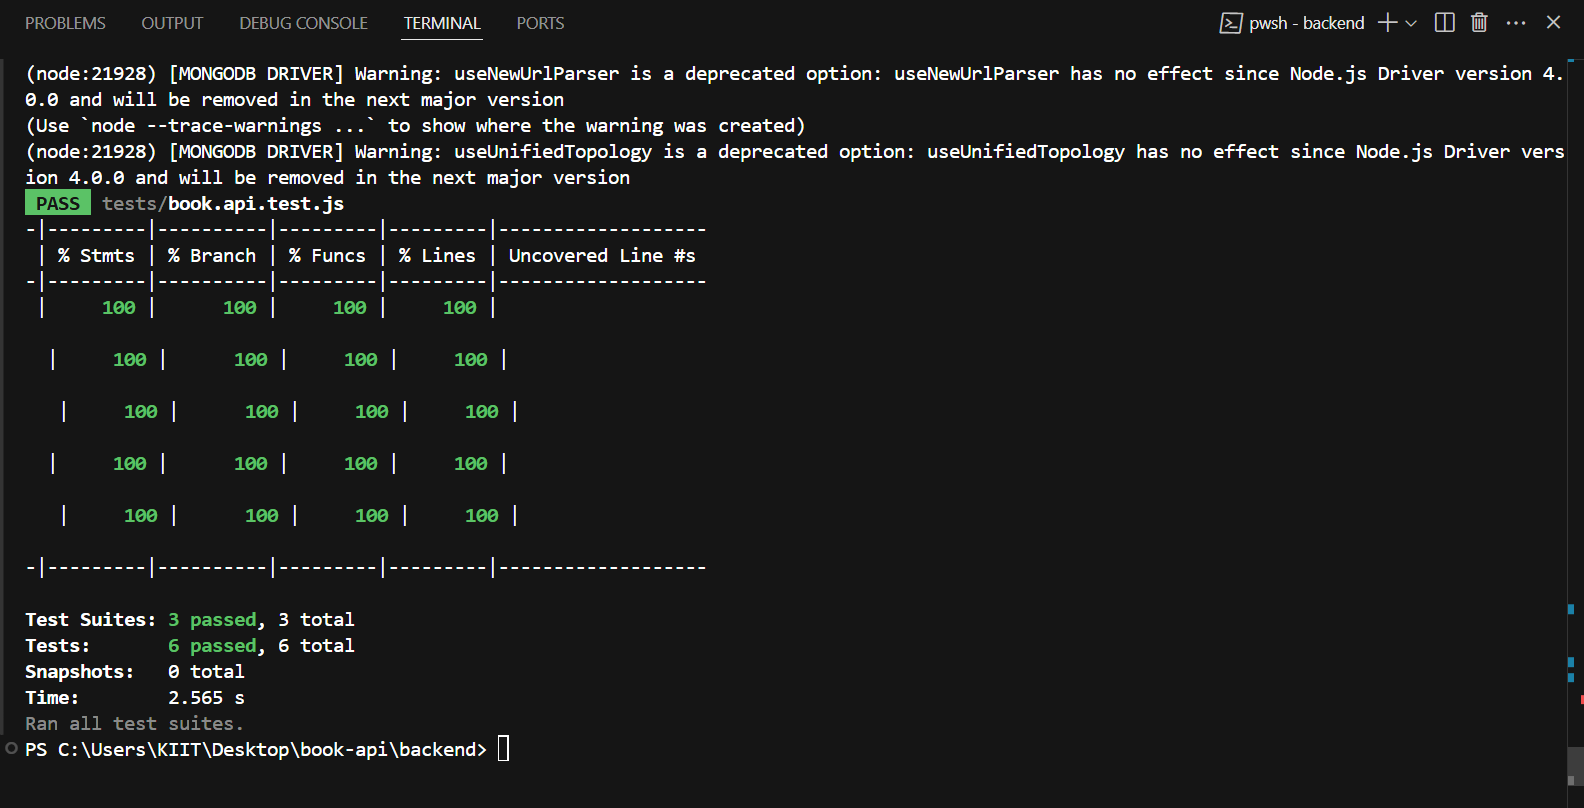 PROBLEMS OUTPUT DEBUG CONSOLE TERMINAL PORTS pwsh - backend
(node:21928) [MONGODB DRIVER] Warning: useNewUrlParser is a deprecated option: useNewUrlParser has no effect since Node.js Driver version 4.
0.0 and will be removed in the next major version
(Use `node --trace-warnings ...` to show where the warning was created)
(node:21928) [MONGODB DRIVER] Warning: useUnifiedTopology is a deprecated option: useUnifiedTopology has no effect since Node.js Driver vers
ion 4.0.0 and will be removed in the next major version
PASS tests/book.api.test.js
-|---------|----------|---------|---------|-------------------
 | % Stmts | % Branch | % Funcs | % Lines | Uncovered Line #s
-|---------|----------|---------|---------|-------------------
 |     100 |      100 |     100 |     100 |
  |     100 |      100 |     100 |     100 |
   |     100 |      100 |     100 |     100 |
  |     100 |      100 |     100 |     100 |
   |     100 |      100 |     100 |     100 |
-|---------|----------|---------|---------|-------------------
Test Suites: 3 passed, 3 total
Tests:       6 passed, 6 total
Snapshots:   0 total
Time:        2.565 s
Ran all test suites.
PS C:\Users\KIIT\Desktop\book-api\backend>